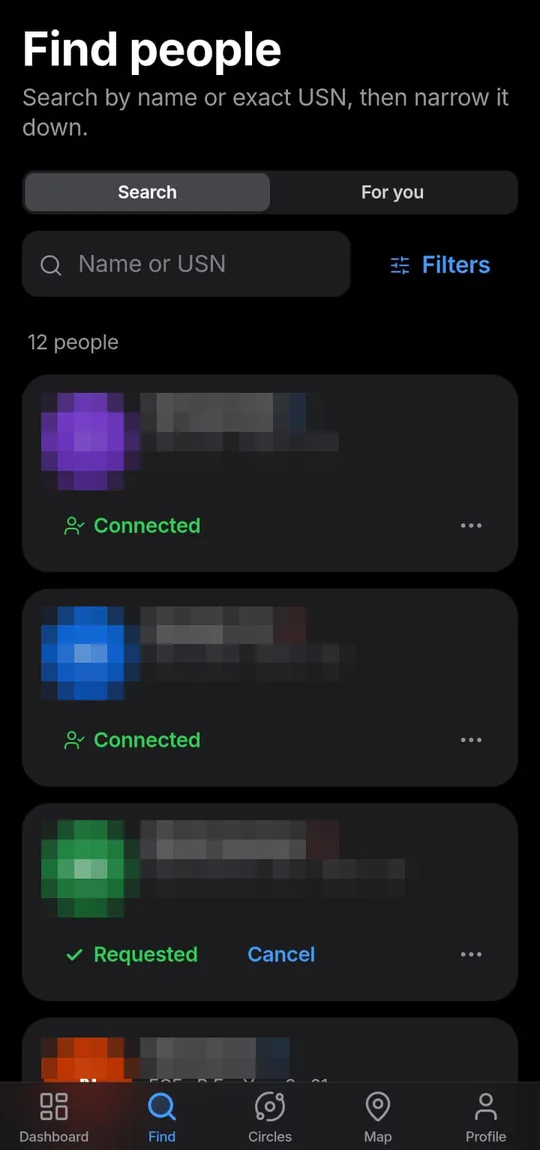 Find people
Search by name or exact USN, then narrow it
down.
Search For you
Name or USN Filters
12 people
Connected
Connected
Requested Cancel
Dashboard Find Circles Map Profile